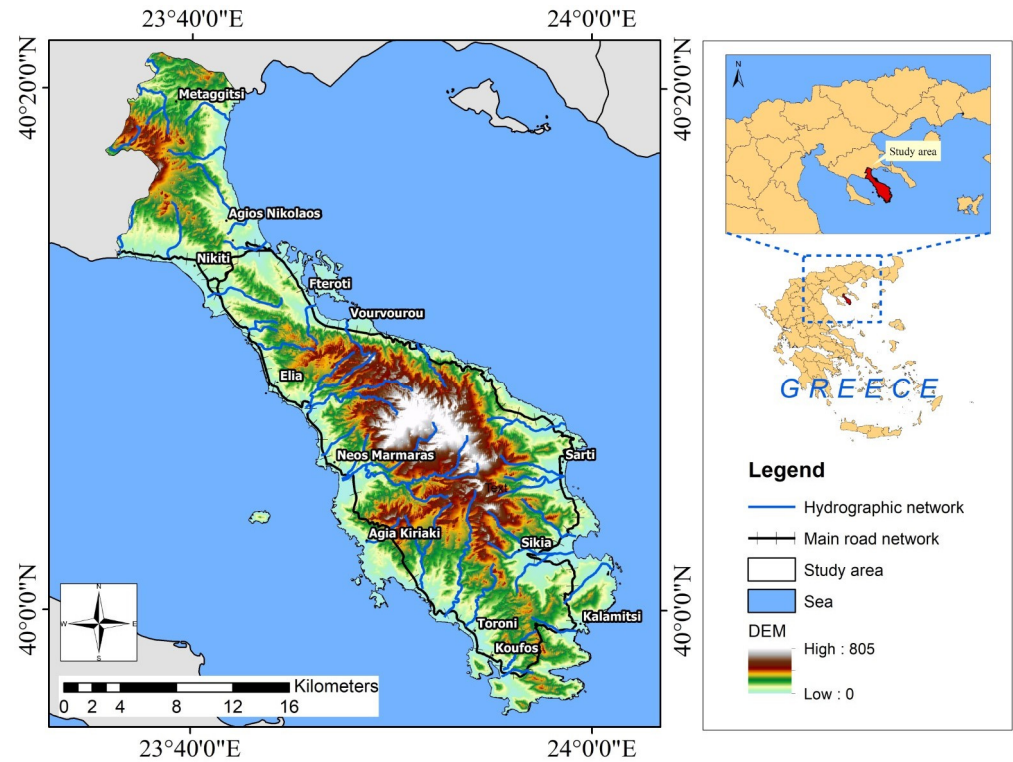 23°40'0"E
24°0'0"E
40°20'0"N
40°20'0"N
Metaggitsi
Agios Nikolaos
Nikiti
Fteroti
Vourvourou
Elia
Neos Marmaras
Sarti
Agia Kiriaki
Sikia
Toroni
Kalamitsi
Koufos
40°0'0"N
40°0'0"N
N
W
E
S
Kilometers
0 2 4 8 12 16
23°40'0"E
24°0'0"E
N
Study area
GREECE
Legend
Hydrographic network
Main road network
Study area
Sea
DEM
High : 805
Low : 0